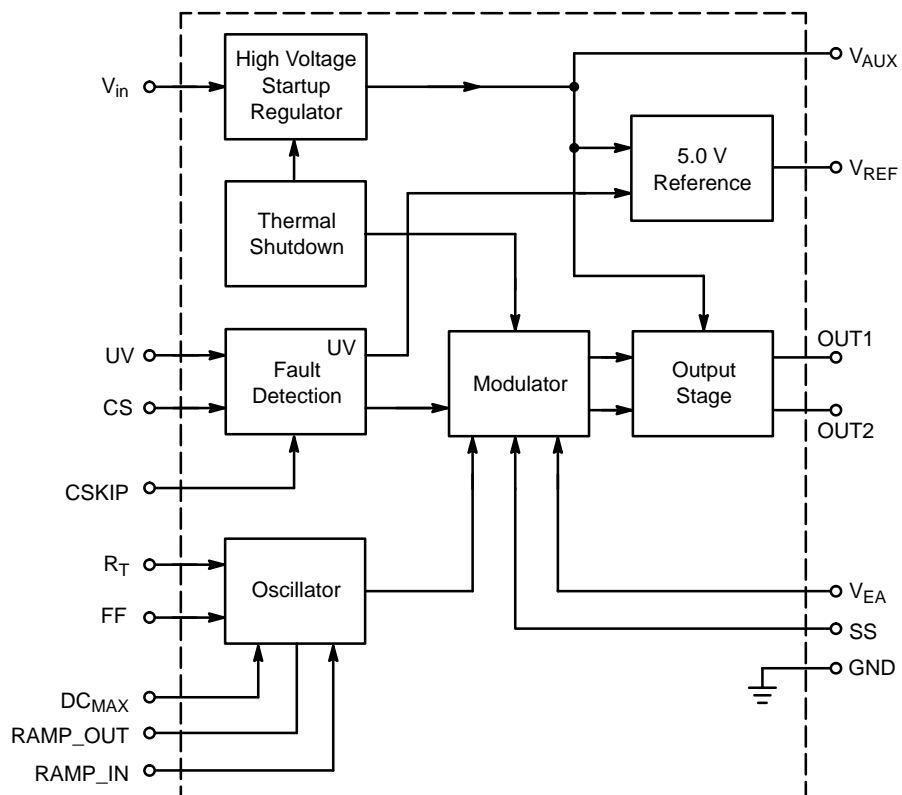 High Voltage
Startup
Regulator
V_in
V_AUX
5.0 V
Reference
V_REF
Thermal
Shutdown
UV
UV
Fault
Detection
CS
Modulator
Output
Stage
OUT1
OUT2
CSKIP
R_T
Oscillator
FF
V_EA
SS
GND
DC_MAX
RAMP_OUT
RAMP_IN